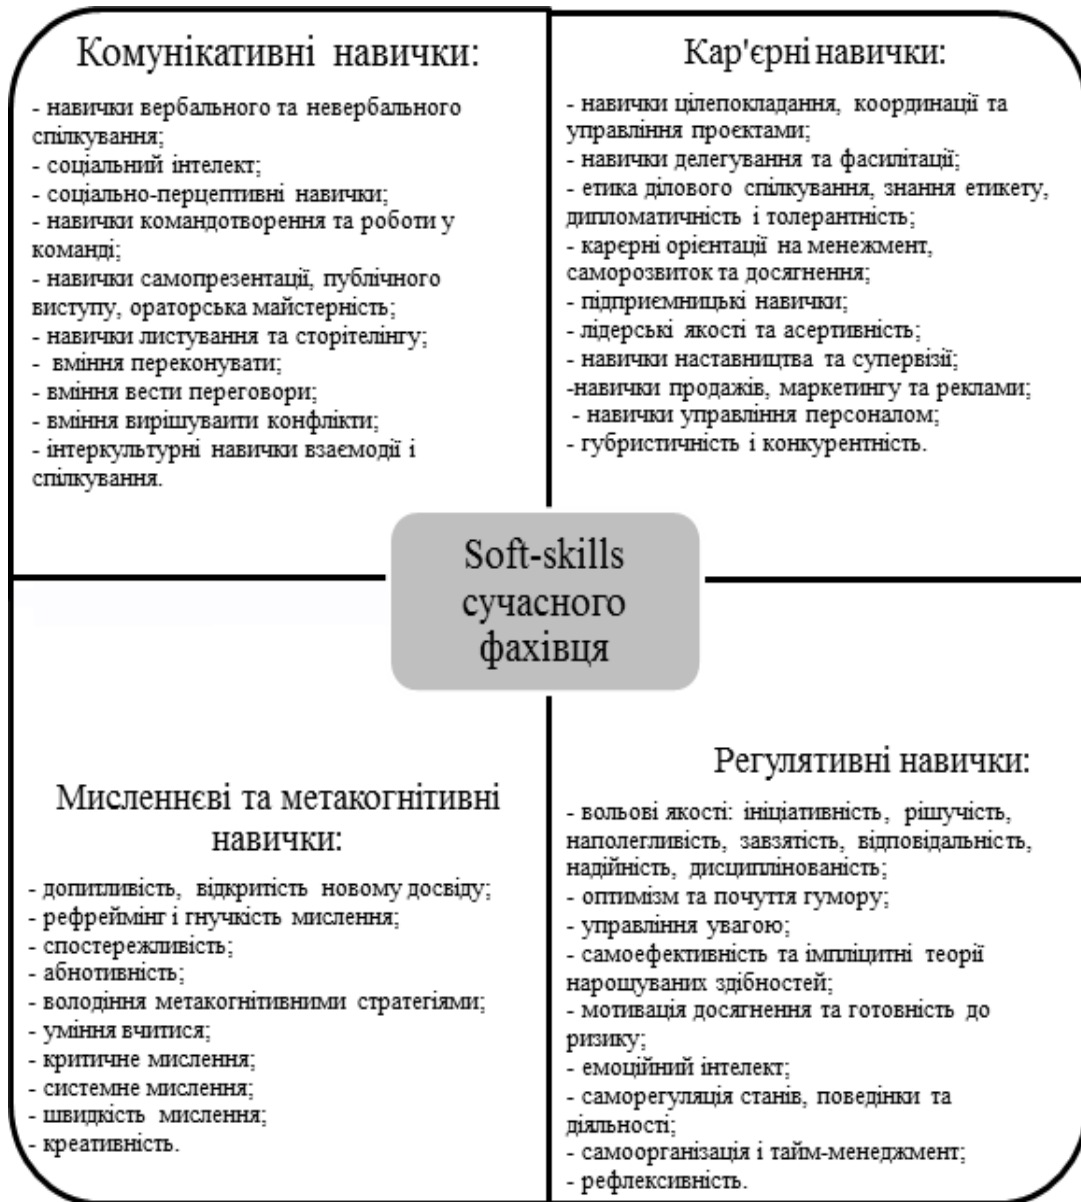 Комунікативні навички:
- навички вербального та невербального
спілкування;
- соціальний інтелект;
- соціально-перцептивні навички;
- навички командотворення та роботи у
команді;
- навички самопрезентації, публічного
виступу, ораторська майстерність;
- навички листування та сторітелінгу;
- вміння переконувати;
- вміння вести переговори;
- вміння вирішуваити конфлікти;
- інтеркультурні навички взаємодії і
спілкування.
Кар'єрні навички:
- навички цілепокладання, координації та
управління проєктами;
- навички делегування та фасилітації;
- етика ділового спілкування, знання етикету,
дипломатичність і толерантність;
- карєрні орієнтації на менежмент,
саморозвиток та досягнення;
- підприємницькі навички;
- лідерські якості та асертивність;
- навички наставництва та супервізії;
-навички продажів, маркетингу та реклами;
- навички управління персоналом;
- губристичність і конкурентність.
Soft-skills
сучасного
фахівця
Мисленнєві та метакогнітивні
навички:
- допитливість, відкритість новому досвіду;
- рефреймінг і гнучкість мислення;
- спостережливість;
- абнотивність;
- володіння метакогнітивними стратегіями;
- уміння вчитися;
- критичне мислення;
- системне мислення;
- швидкість мислення;
- креативність.
Регулятивні навички:
- вольові якості: ініціативність, рішучість,
наполегливість, завзятість, відповідальність,
надійність, дисциплінованість;
- оптимізм та почуття гумору;
- управління увагою;
- самоефективність та імпліцитні теорії
нарощуваних здібностей;
- мотивація досягнення та готовність до
ризику;
- емоційний інтелект;
- саморегуляція станів, поведінки та
діяльності;
- самоорганізація і тайм-менеджмент;
- рефлексивність.